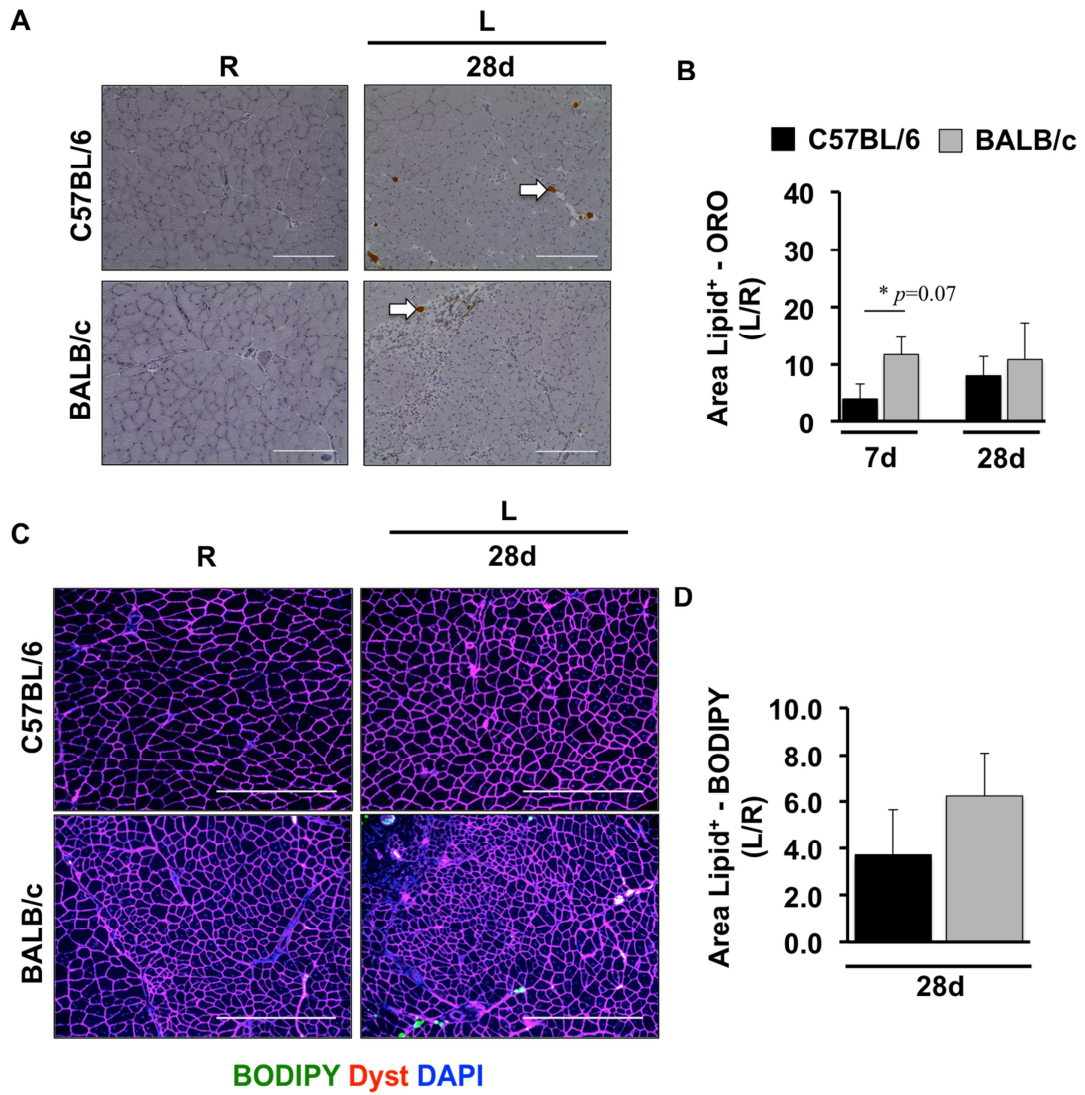 A
L
R
28d
C57BL/6
BALB/c
B
C57BL/6 BALB/c
Area Lipid⁺ - ORO
(L/R)
40
30
20
10
0
* p=0.07
7d 28d
C
L
R
28d
C57BL/6
BALB/c
BODIPY Dyst DAPI
D
Area Lipid⁺ - BODIPY
(L/R)
10.0
8.0
6.0
4.0
2.0
0.0
28d